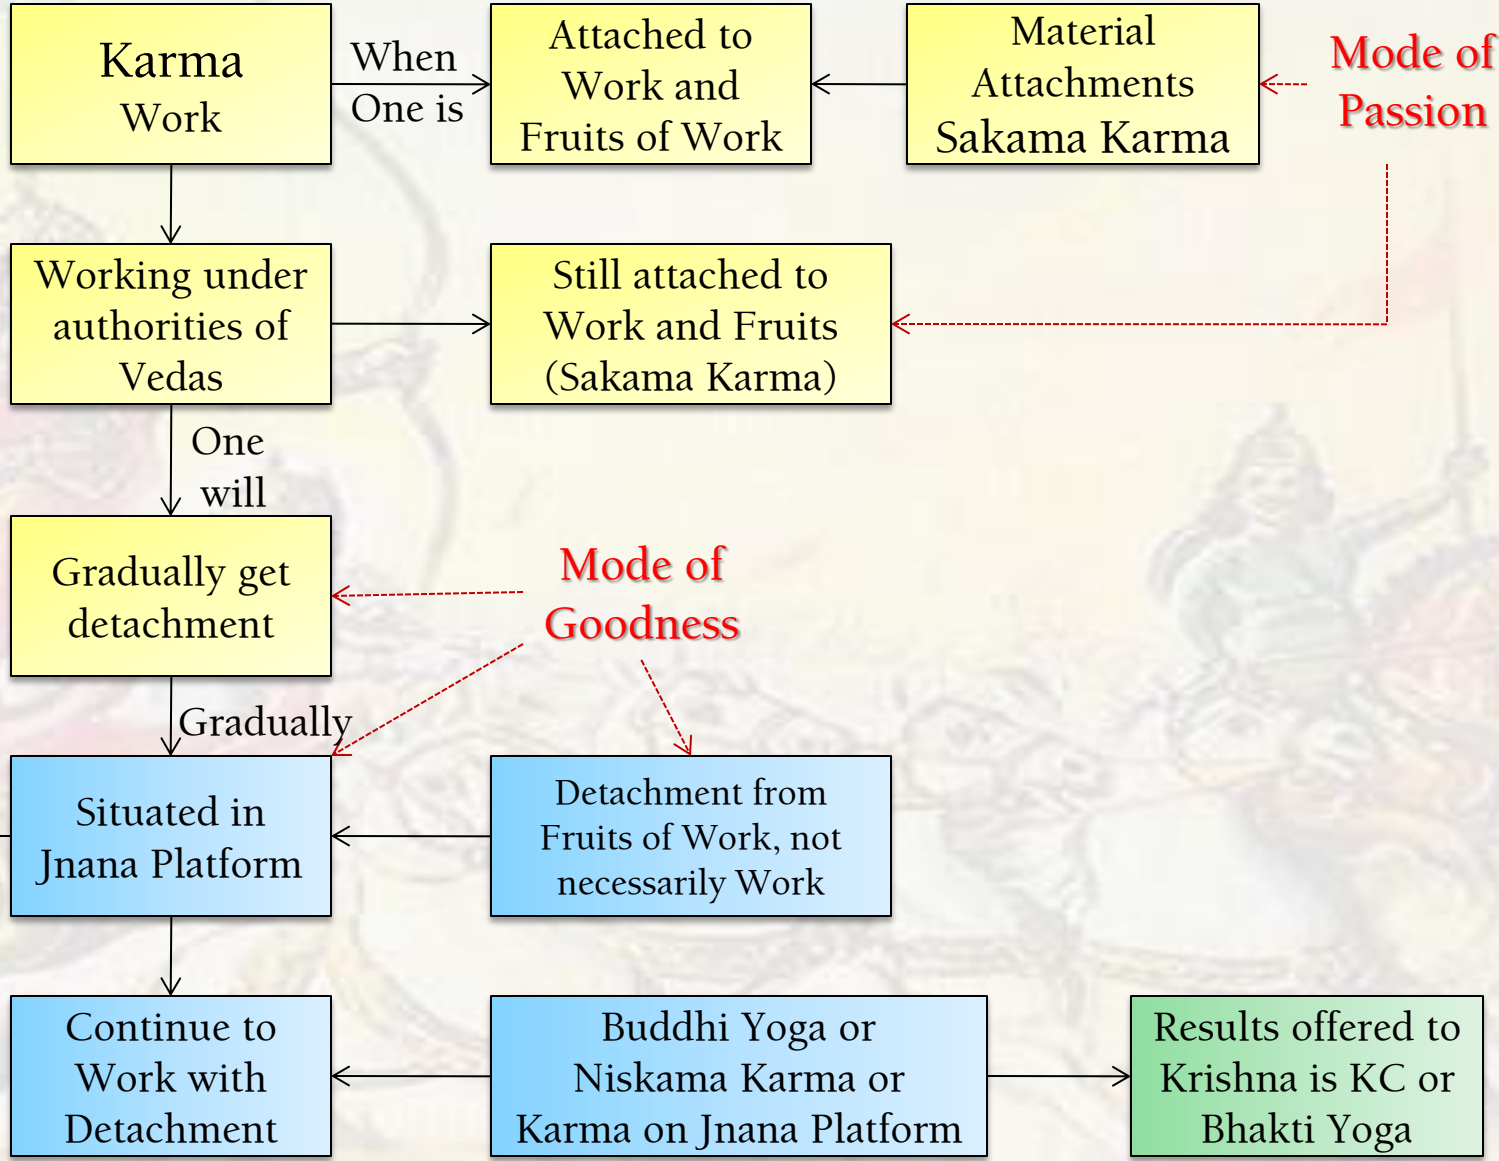 Karma
Work
When
One is
Attached to
Work and
Fruits of Work
Material
Attachments
Sakama Karma
Mode of
Passion
Working under
authorities of
Vedas
Still attached to
Work and Fruits
(Sakama Karma)
One
will
Gradually get
detachment
Mode of
Goodness
Gradually
Situated in
Jnana Platform
Detachment from
Fruits of Work, not
necessarily Work
Continue to
Work with
Detachment
Buddhi Yoga or
Niskama Karma or
Karma on Jnana Platform
Results offered to
Krishna is KC or
Bhakti Yoga